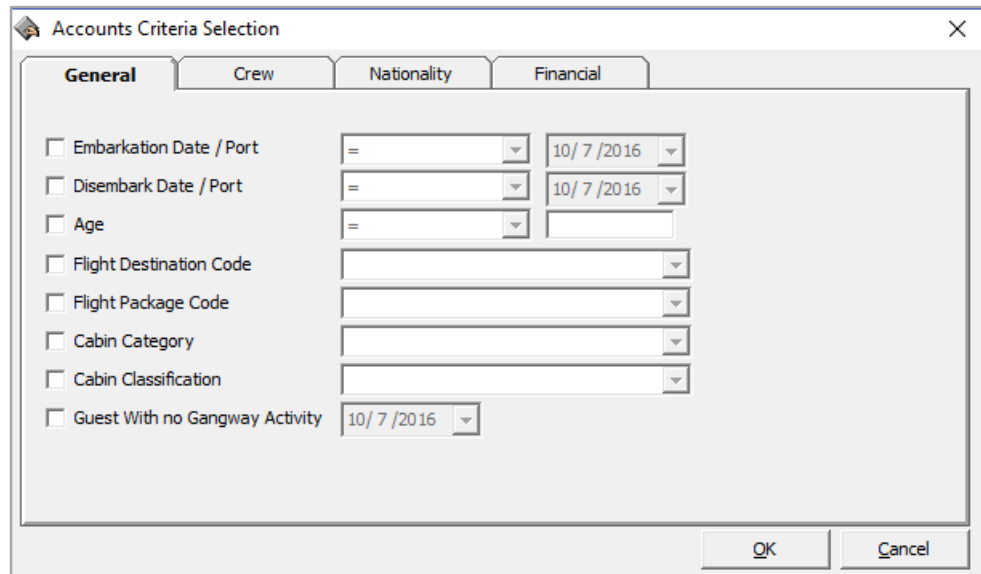 Accounts Criteria Selection
General Crew Nationality Financial
Embarkation Date / Port = 10/ 7 /2016
Disembark Date / Port = 10/ 7 /2016
Age =
Flight Destination Code
Flight Package Code
Cabin Category
Cabin Classification
Guest With no Gangway Activity 10/ 7 /2016
OK Cancel